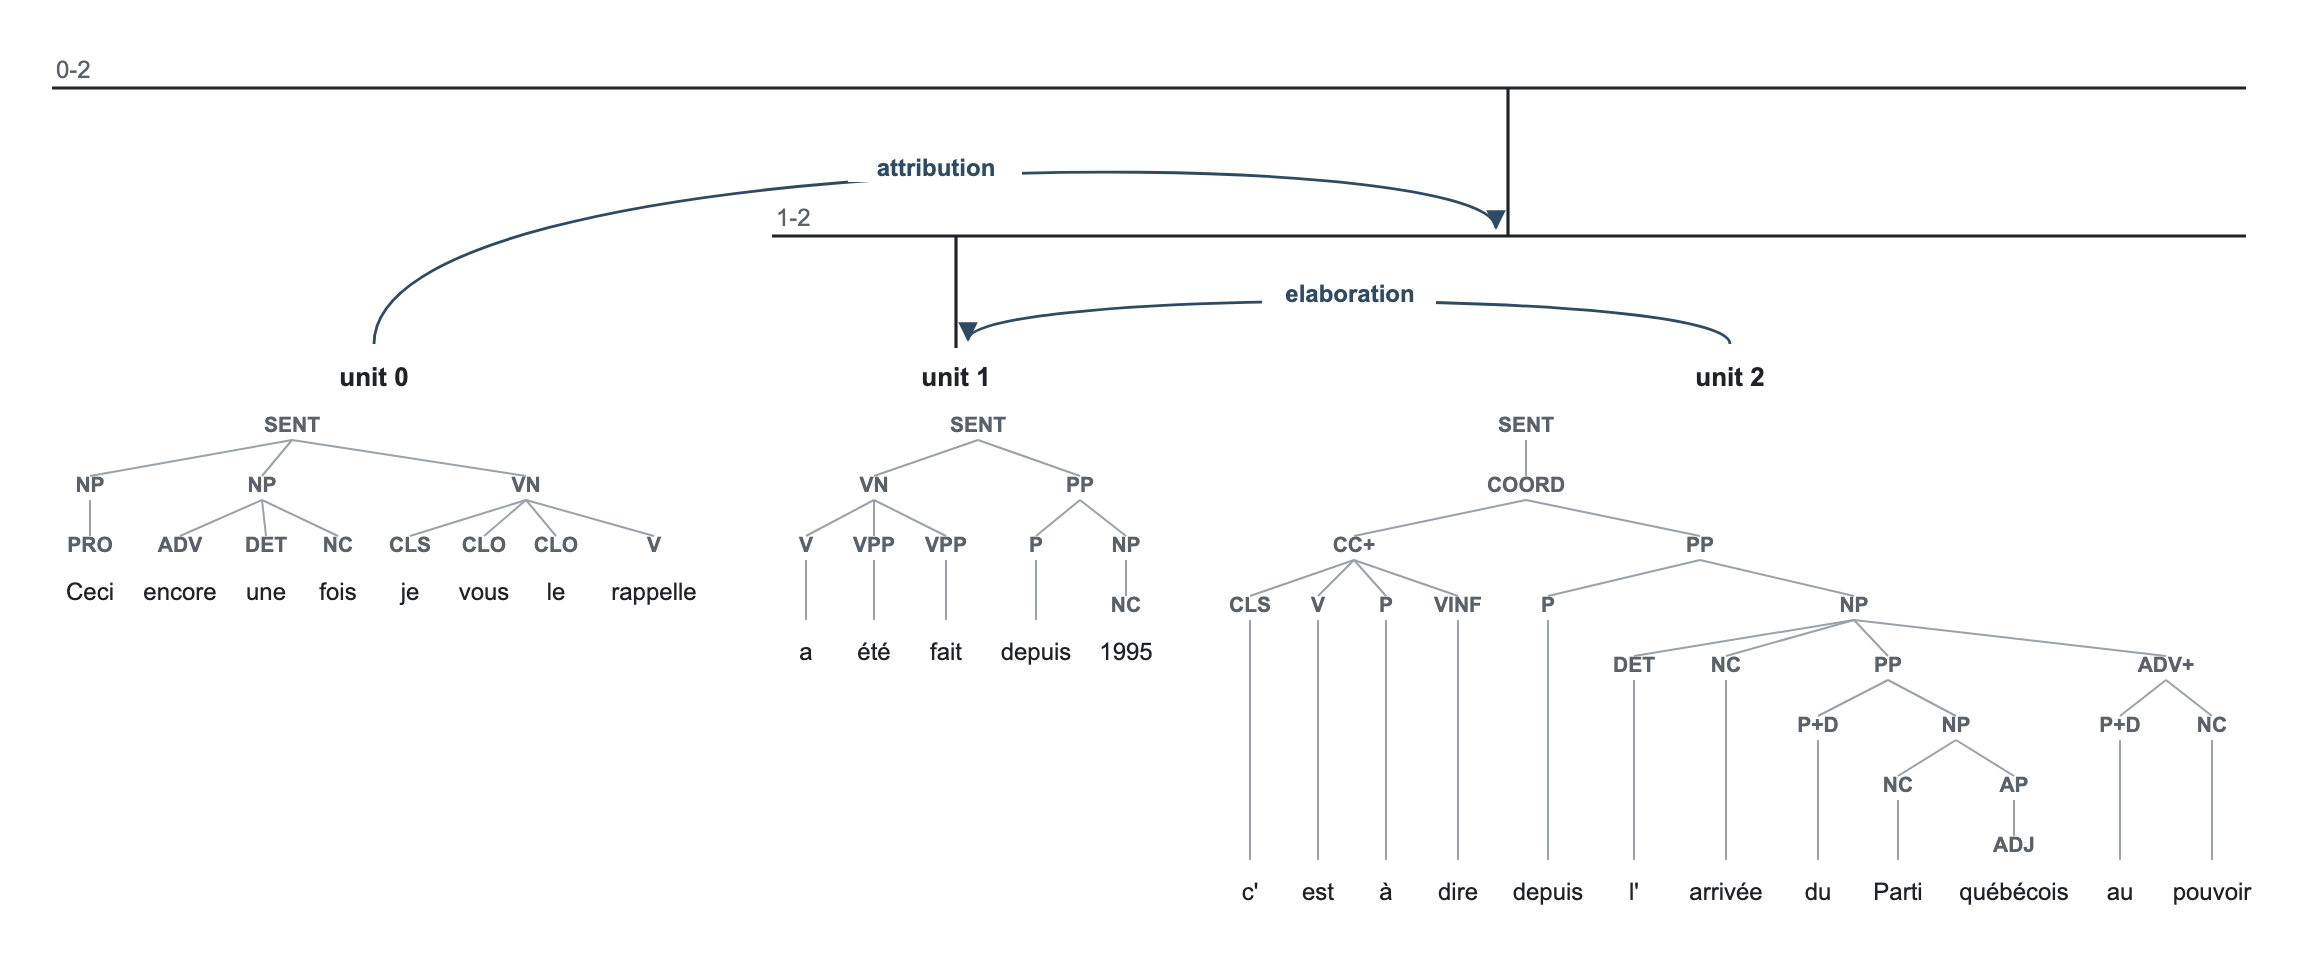 0-2
attribution
1-2
elaboration
unit 0 unit 1 unit 2
SENT SENT SENT
NP NP VN VN PP COORD
PRO ADV DET NC CLS CLO CLO V V VPP VPP P NP CC+ PP
Ceci encore une fois je vous le rappelle NC CLS V P VINF P NP
a été fait depuis 1995 DET NC PP ADV+
P+D NP P+D NC
NC AP
ADJ
c' est à dire depuis l' arrivée du Parti québécois au pouvoir